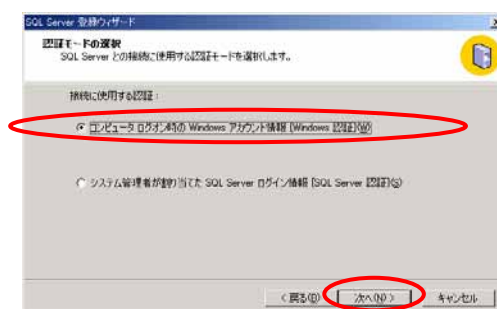 SQL Server 登録ウィザード
認証モードの選択
SQL Server との接続に使用する認証モードを選択します。
接続に使用する認証:
コンピュータ ログオン時の Windows アカウント情報 [Windows 認証](W)
システム管理者が割り当てた SQL Server ログイン情報 [SQL Server 認証](S)
< 戻る(B)
次へ(N) >
キャンセル